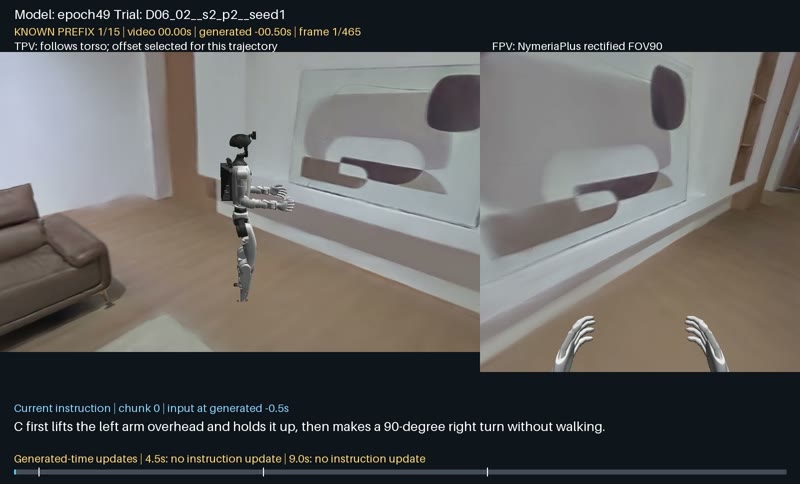 Model: epoch49 Trial: D06_02__s2_p2__seed1
KNOWN PREFIX 1/15 | video 00.00s | generated -00.50s | frame 1/465
TPV: follows torso; offset selected for this trajectory
FPV: NymeriaPlus rectified FOV90
Current instruction | chunk 0 | input at generated -0.5s
C first lifts the left arm overhead and holds it up, then makes a 90-degree right turn without walking.
Generated-time updates | 4.5s: no instruction update | 9.0s: no instruction update